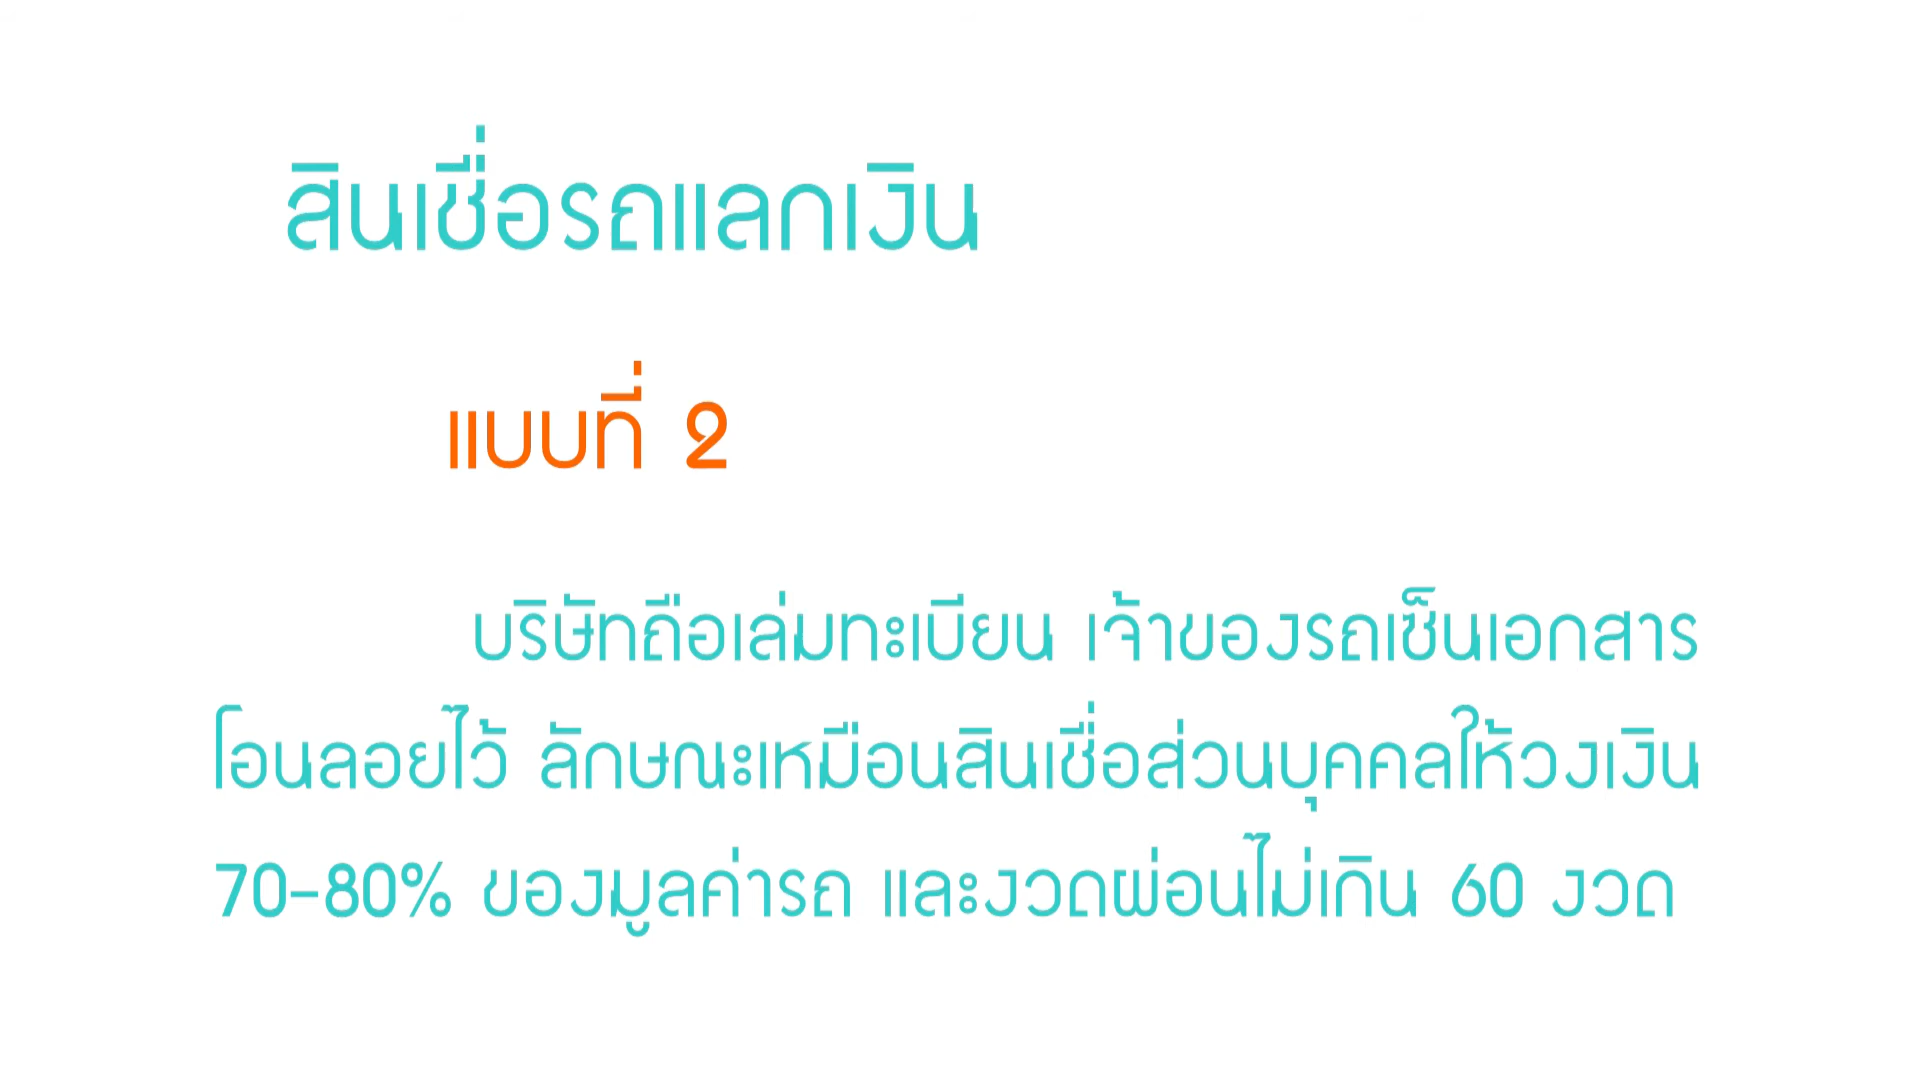 สินเชื่อรถแลกเงิน
แบบที่ 2
บริษัทถือเล่มทะเบียน เจ้าของรถเซ็นเอกสาร
โอนลอยไว้ ลักษณะเหมือนสินเชื่อส่วนบุคคลให้วงเงิน
70-80% ของมูลค่ารถ และงวดผ่อนไม่เกิน 60 งวด